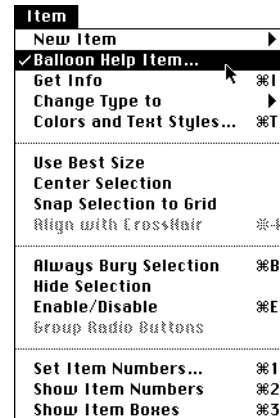 Item
New Item
✓Balloon Help Item...
Get Info ⌘I
Change Type to
Colors and Text Styles... ⌘T
Use Best Size
Center Selection
Snap Selection to Grid
Align with CrossHair
Always Bury Selection ⌘B
Hide Selection
Enable/Disable ⌘E
Group Radio Buttons
Set Item Numbers... ⌘1
Show Item Numbers ⌘2
Show Item Boxes ⌘3